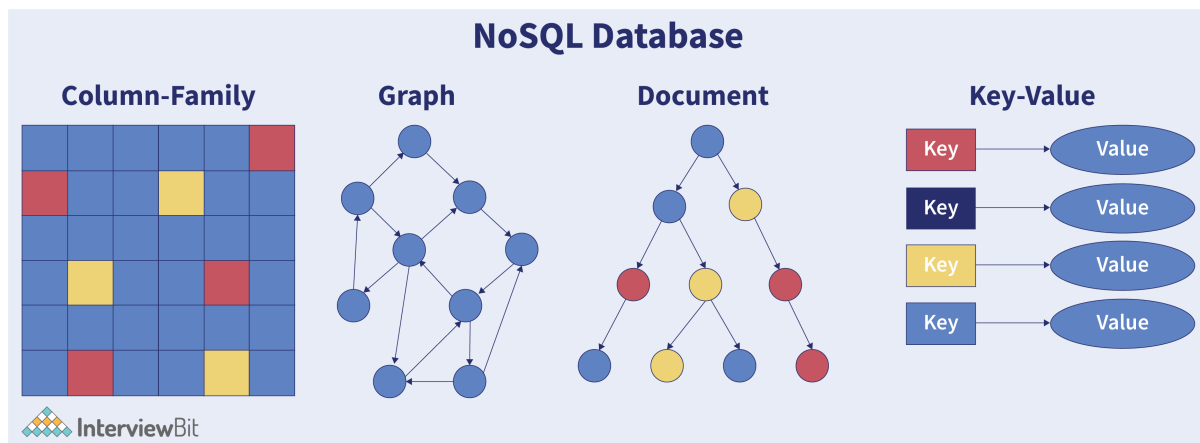 NoSQL Database
Column-Family
Graph
Document
Key-Value
Key
Value
Key
Value
Key
Value
Key
Value
InterviewBit